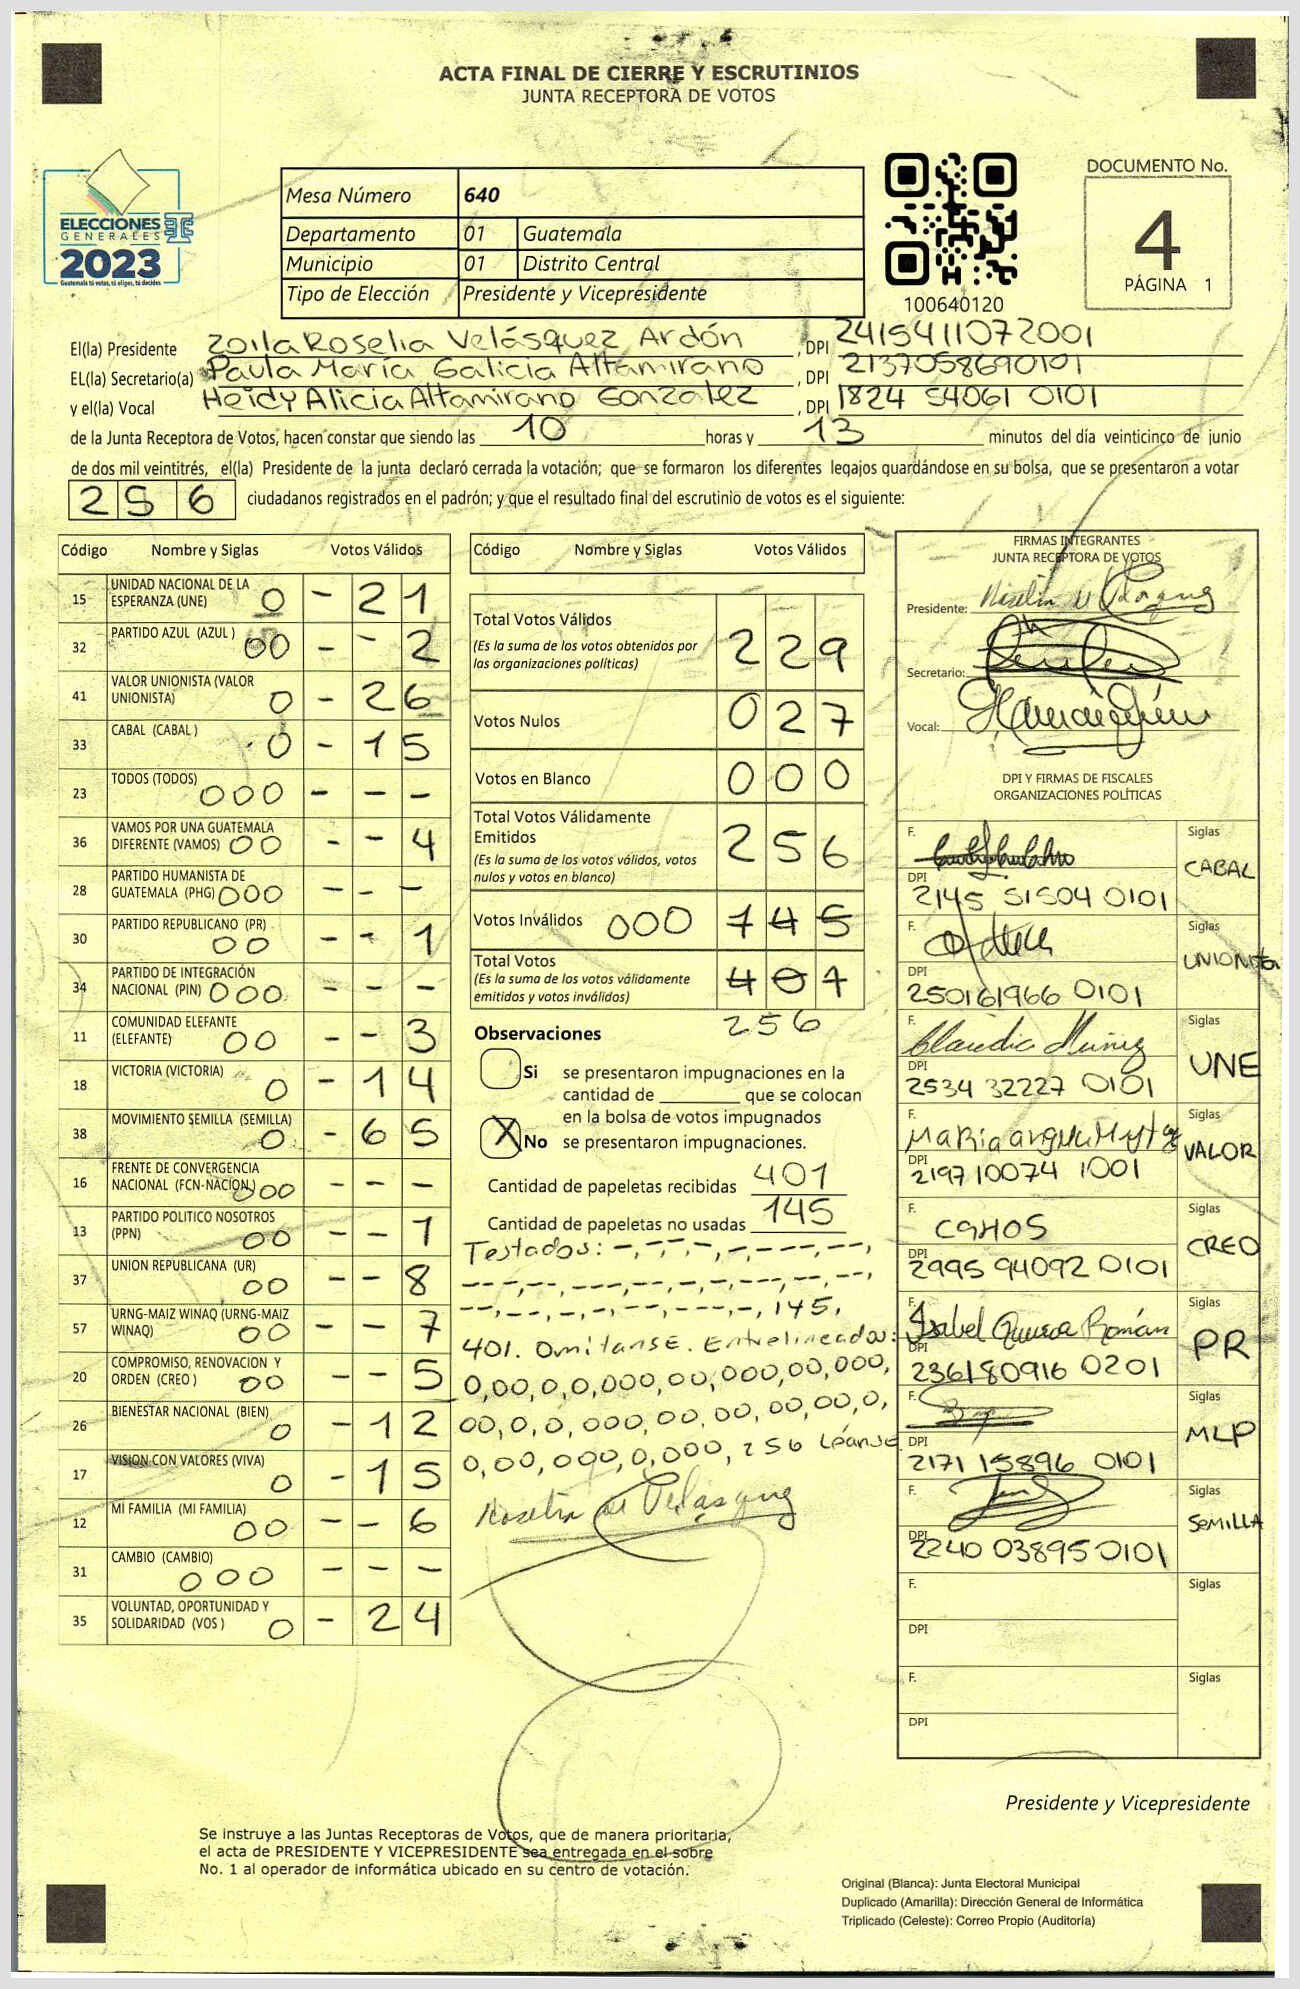 ACTA FINAL DE CIERRE Y ESCRUTINIOS
JUNTA RECEPTORA DE VOTOS
ELECCIONES
GENERALES
2023
Guatemala tú votas, tú eliges, tú decides
Mesa Número 640
Departamento 01 Guatemala
Municipio 01 Distrito Central
Tipo de Elección Presidente y Vicepresidente
100640120
DOCUMENTO No.
4
PÁGINA 1
El(la) Presidente Zoila Roselia Velásquez Ardón, DPI 2415411072001
EL(la) Secretario(a) Paula María Galicia Altamirano, DPI 2137058690101
y el(la) Vocal Heidy Alicia Altamirano Gonzalez, DPI 1824 54061 0101
de la Junta Receptora de Votos, hacen constar que siendo las 10 horas y 13 minutos del día veinticinco de junio
de dos mil veintitrés, el(la) Presidente de la junta declaró cerrada la votación; que se formaron los diferentes legajos guardándose en su bolsa, que se presentaron a votar
256 ciudadanos registrados en el padrón; y que el resultado final del escrutinio de votos es el siguiente:
Código Nombre y Siglas Votos Válidos
15 UNIDAD NACIONAL DE LA ESPERANZA (UNE) 0 - 2 1
32 PARTIDO AZUL (AZUL ) 00 - - 2
41 VALOR UNIONISTA (VALOR UNIONISTA) 0 - 2 6
33 CABAL (CABAL ) 0 - 1 5
23 TODOS (TODOS) 000 - - -
36 VAMOS POR UNA GUATEMALA DIFERENTE (VAMOS) 00 - - 4
28 PARTIDO HUMANISTA DE GUATEMALA (PHG) 000 - - -
30 PARTIDO REPUBLICANO (PR) 00 - - 1
34 PARTIDO DE INTEGRACIÓN NACIONAL (PIN) 000 - - -
11 COMUNIDAD ELEFANTE (ELEFANTE) 00 - - 3
18 VICTORIA (VICTORIA) 0 - 1 4
38 MOVIMIENTO SEMILLA (SEMILLA) 0 - 6 5
16 FRENTE DE CONVERGENCIA NACIONAL (FCN-NACION) 000 - - -
13 PARTIDO POLITICO NOSOTROS (PPN) 00 - - 1
37 UNION REPUBLICANA (UR) 00 - - 8
57 URNG-MAIZ WINAQ (URNG-MAIZ WINAQ) 00 - - 7
20 COMPROMISO, RENOVACION Y ORDEN (CREO ) 00 - - 5
26 BIENESTAR NACIONAL (BIEN) 0 - 1 2
17 VISION CON VALORES (VIVA) 0 - 1 5
12 MI FAMILIA (MI FAMILIA) 00 - - 6
31 CAMBIO (CAMBIO) 000 - - -
35 VOLUNTAD, OPORTUNIDAD Y SOLIDARIDAD (VOS ) 0 - 2 4
Código Nombre y Siglas Votos Válidos
Total Votos Válidos 2 2 9
(Es la suma de los votos obtenidos por
las organizaciones políticas)
Votos Nulos 0 2 7
Votos en Blanco 0 0 0
Total Votos Válidamente
Emitidos 2 5 6
(Es la suma de los votos válidos, votos
nulos y votos en blanco)
Votos Inválidos 000 1 4 5
Total Votos 4 0 1
(Es la suma de los votos válidamente
emitidos y votos inválidos)
256
Observaciones
Si se presentaron impugnaciones en la
cantidad de ________ que se colocan
en la bolsa de votos impugnados
X No se presentaron impugnaciones.
Cantidad de papeletas recibidas 401
Cantidad de papeletas no usadas 145
Testados: -,--,-,-,---,--,
--,--,-,--,-,---,--,--,
--,--,-,-,--,---,-,145,
401. Omitanse. Entrelineados:
0,00,0,0,000,00,000,00,000,
00,0,0,000,00,00,00,00,0,
0,00,000,0,000,256 Léanse.
Roselia de Velásquez
FIRMAS INTEGRANTES
JUNTA RECEPTORA DE VOTOS
Presidente: Roselia de Velásquez
Secretario:
Vocal:
DPI Y FIRMAS DE FISCALES
ORGANIZACIONES POLÍTICAS
F. Siglas CABAL
DPI 2145 51504 0101
F. Siglas UNIONISTA
DPI 250161966 0101
F. Claudia Muñiz Siglas UNE
DPI 2534 32227 0101
F. Maria Siglas VALOR
DPI 2197 10074 1001
F. Siglas CREO
DPI 2995 94092 0101
F. Isabel Román Siglas PR
DPI 236180916 0201
F. Siglas MLP
DPI 2171 15896 0101
F. Siglas SEMILLA
DPI 2240 03895 0101
F. Siglas
DPI
F. Siglas
DPI
Presidente y Vicepresidente
Se instruye a las Juntas Receptoras de Votos, que de manera prioritaria,
el acta de PRESIDENTE Y VICEPRESIDENTE sea entregada en el sobre
No. 1 al operador de informática ubicado en su centro de votación.
Original (Blanca): Junta Electoral Municipal
Duplicado (Amarilla): Dirección General de Informática
Triplicado (Celeste): Correo Propio (Auditoría)